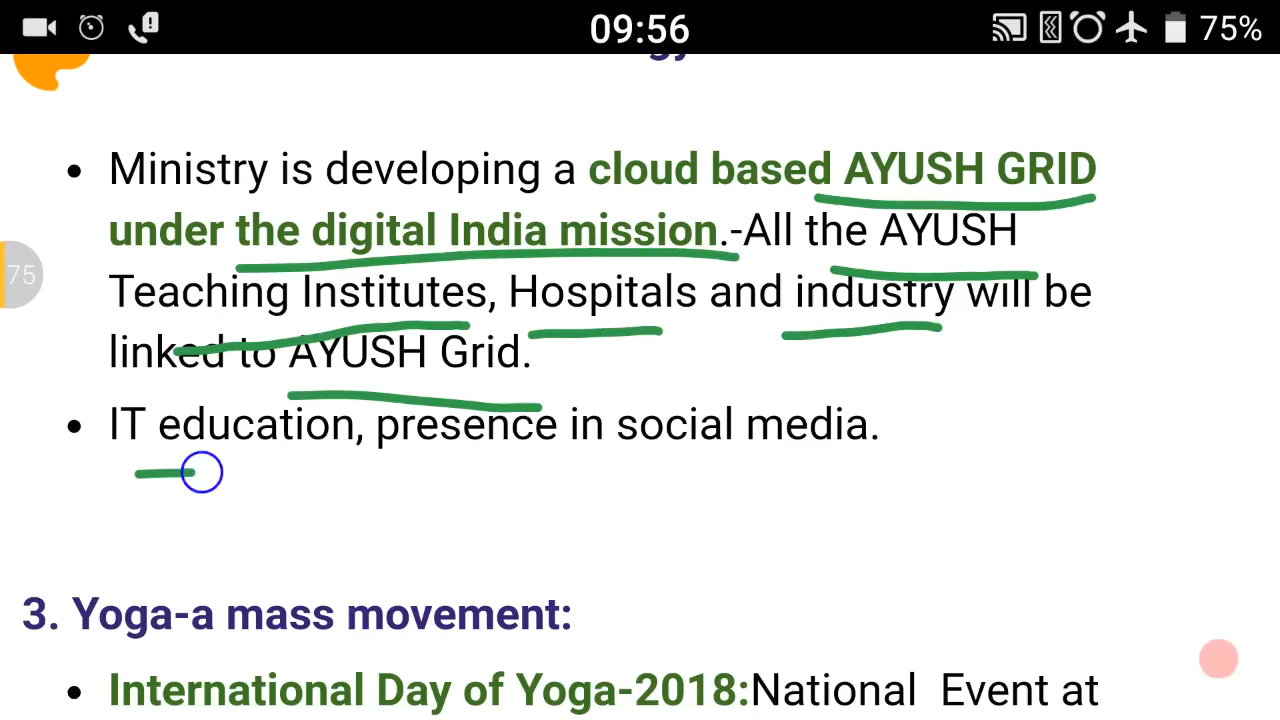 09:56
75%
Ministry is developing a cloud based AYUSH GRID
under the digital India mission.-All the AYUSH
75
Teaching Institutes, Hospitals and industry will be
linked to AYUSH Grid.
IT education, presence in social media.
3. Yoga-a mass movement:
International Day of Yoga-2018:National Event at